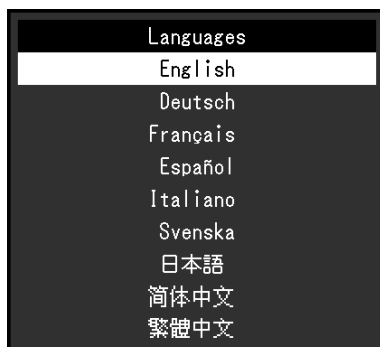 Languages
English
Deutsch
Français
Español
Italiano
Svenska
日本語
简体中文
繁體中文